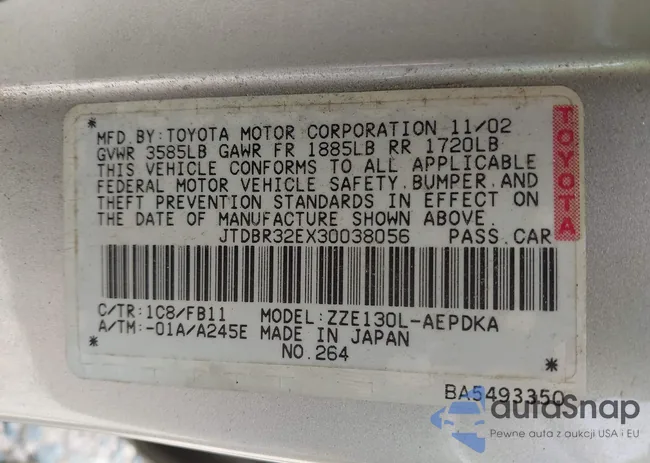 MFD.BY:TOYOTA MOTOR CORPORATION 11/02
GVWR 3585LB GAWR FR 1885LB RR 1720LB
THIS VEHICLE CONFORMS TO ALL APPLICABLE
FEDERAL MOTOR VEHICLE SAFETY.BUMPER.AND
THEFT PREVENTION STANDARDS IN EFFECT ON
THE DATE OF MANUFACTURE SHOWN ABOVE.
JTDBR32EX30038056 PASS.CAR
TOYOTA
C/TR:1C8/FB11 MODEL:ZZE130L-AEPDKA
A/TM:-01A/A245E MADE IN JAPAN
NO.264
BA5493350
autoSnap
Pewne auta z aukcji USA i EU